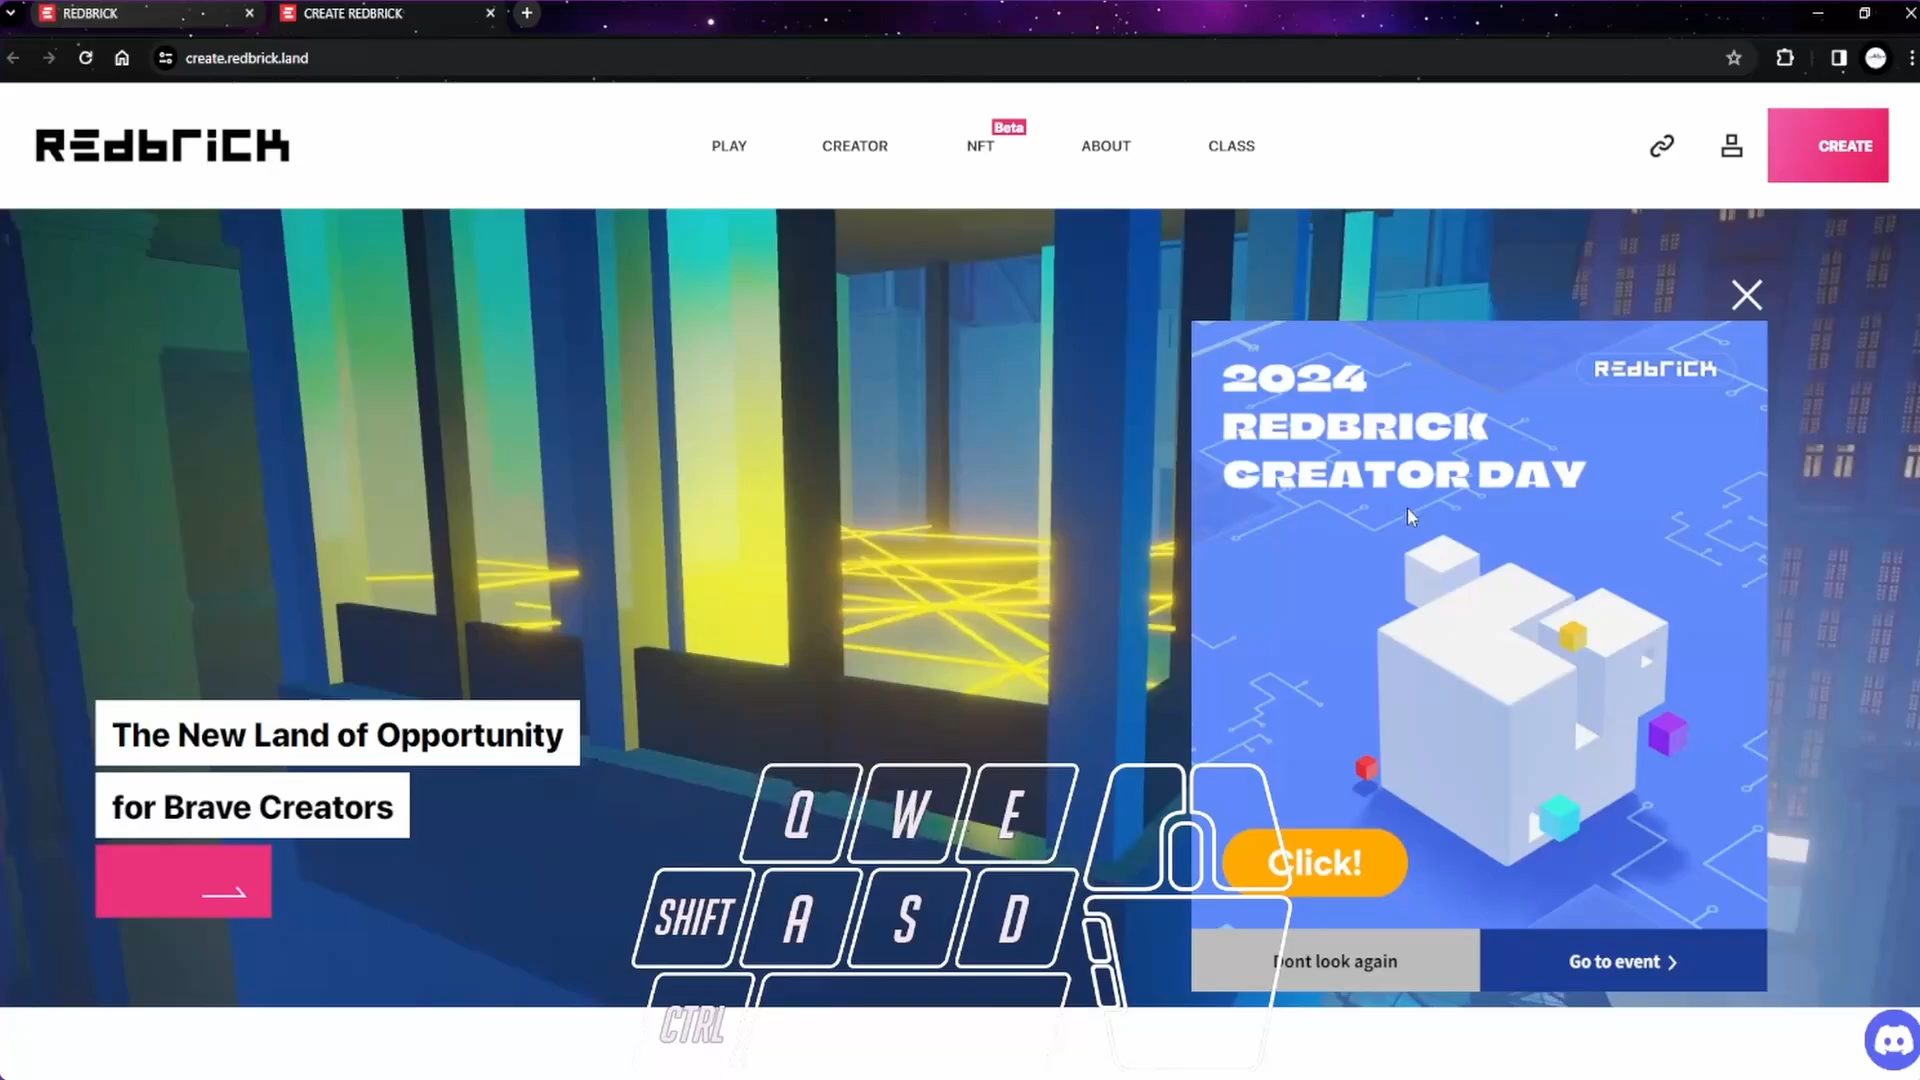 REDBRICK
CREATE REDBRICK
create.redbrick.land
REdbriCK
PLAY
CREATOR
NFT
Beta
ABOUT
CLASS
CREATE
2024
REDBRICK
CREATOR DAY
REdbriCK
The New Land of Opportunity
for Brave Creators
Click!
Dont look again
Go to event
Q
W
E
SHIFT
A
S
D
CTRL